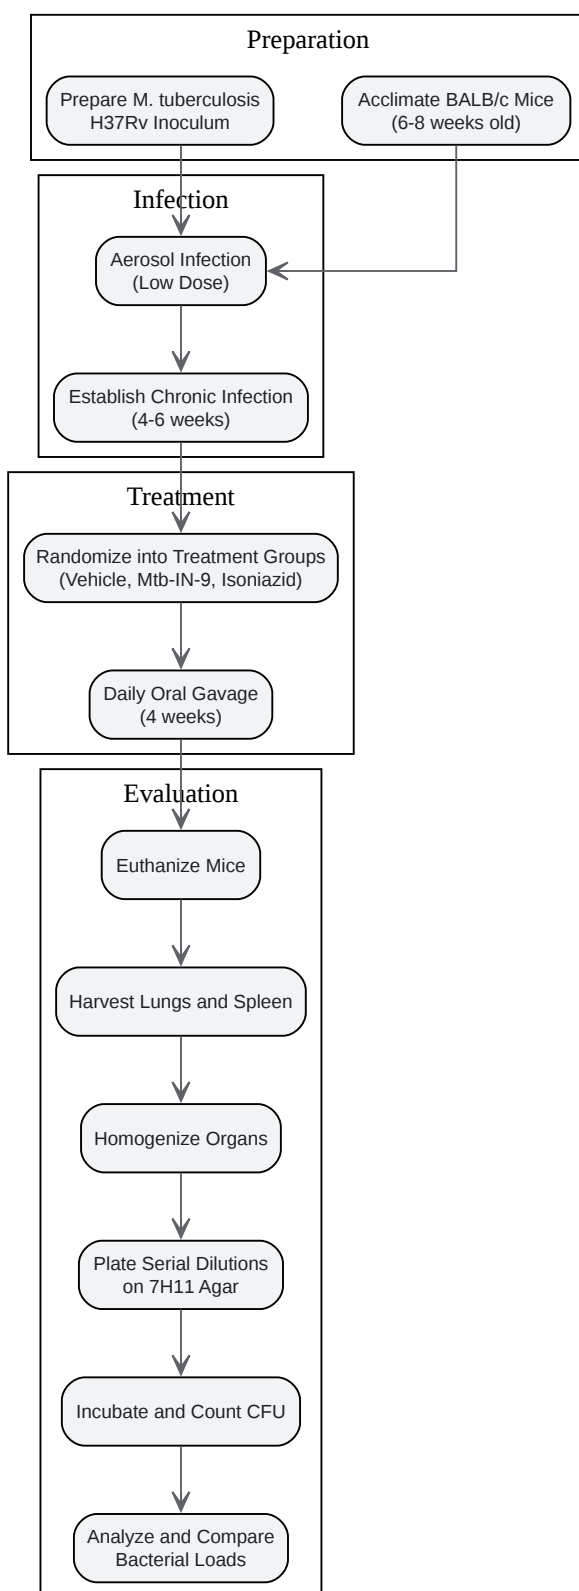 Preparation
Prepare M. tuberculosis
H37Rv Inoculum
Acclimate BALB/c Mice
(6-8 weeks old)
Infection
Aerosol Infection
(Low Dose)
Establish Chronic Infection
(4-6 weeks)
Treatment
Randomize into Treatment Groups
(Vehicle, Mtb-IN-9, Isoniazid)
Daily Oral Gavage
(4 weeks)
Evaluation
Euthanize Mice
Harvest Lungs and Spleen
Homogenize Organs
Plate Serial Dilutions
on 7H11 Agar
Incubate and Count CFU
Analyze and Compare
Bacterial Loads